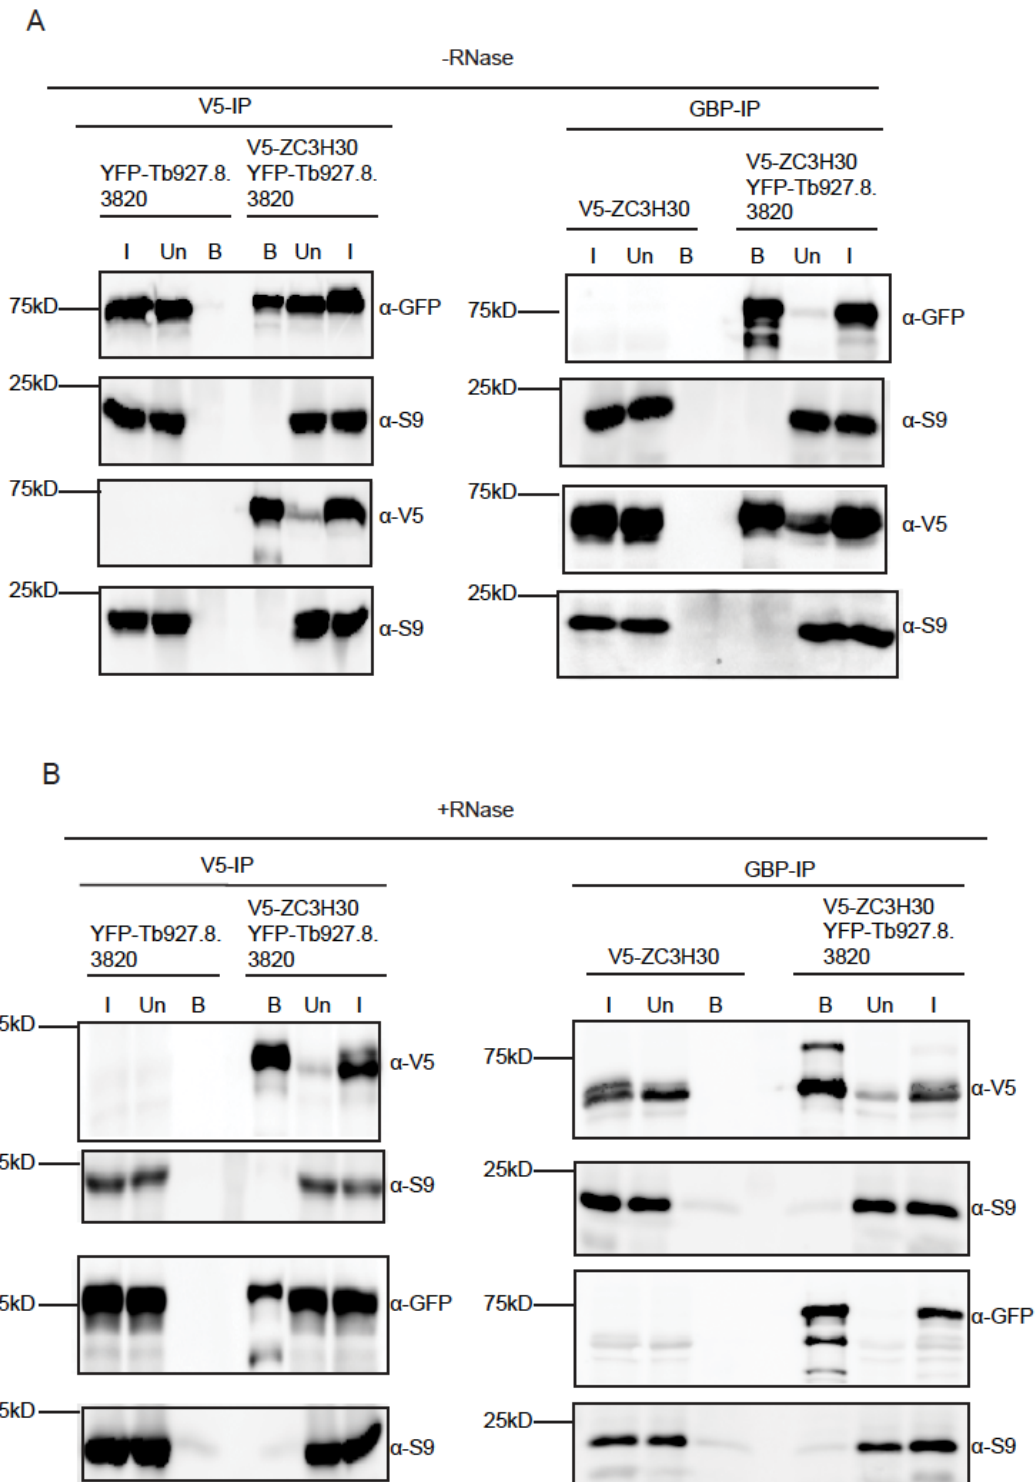 A
-RNase
V5-IP
GBP-IP
YFP-Tb927.8.
3820
V5-ZC3H30
YFP-Tb927.8.
3820
V5-ZC3H30
V5-ZC3H30
YFP-Tb927.8.
3820
I Un B B Un I
I Un B B Un I
75kD
α-GFP
75kD
α-GFP
25kD
α-S9
25kD
α-S9
75kD
α-V5
75kD
α-V5
25kD
α-S9
25kD
α-S9
B
+RNase
V5-IP
GBP-IP
YFP-Tb927.8.
3820
V5-ZC3H30
YFP-Tb927.8.
3820
V5-ZC3H30
V5-ZC3H30
YFP-Tb927.8.
3820
I Un B B Un I
I Un B B Un I
5kD
α-V5
75kD
α-V5
5kD
α-S9
25kD
α-S9
5kD
α-GFP
75kD
α-GFP
5kD
α-S9
25kD
α-S9